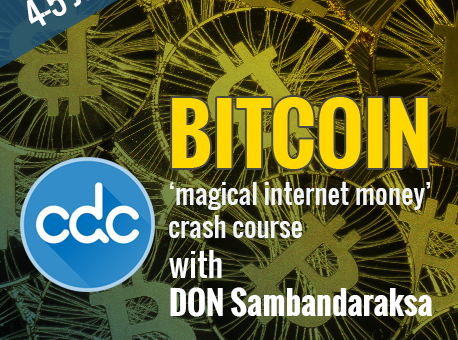 BITCOIN
'magical internet money'
crash course
cdc
with
DON Sambandaraksa